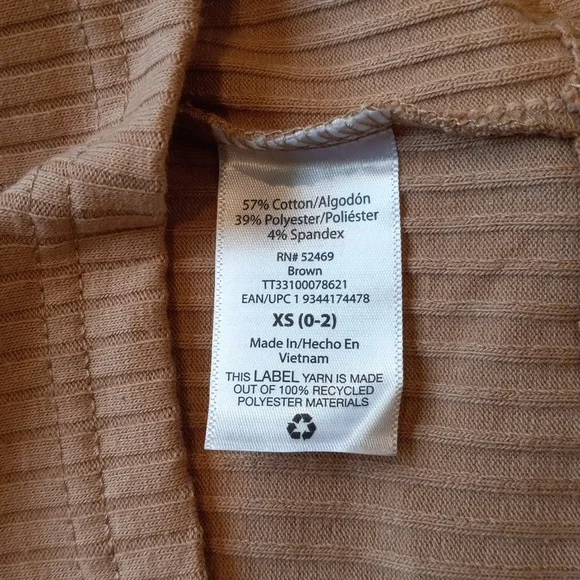 57% Cotton/Algodón
39% Polyester/Poliéster
4% Spandex
RN# 52469
Brown
TT33100078621
EAN/UPC 1 9344174478
XS (0-2)
Made In/Hecho En
Vietnam
THIS LABEL YARN IS MADE
OUT OF 100% RECYCLED
POLYESTER MATERIALS